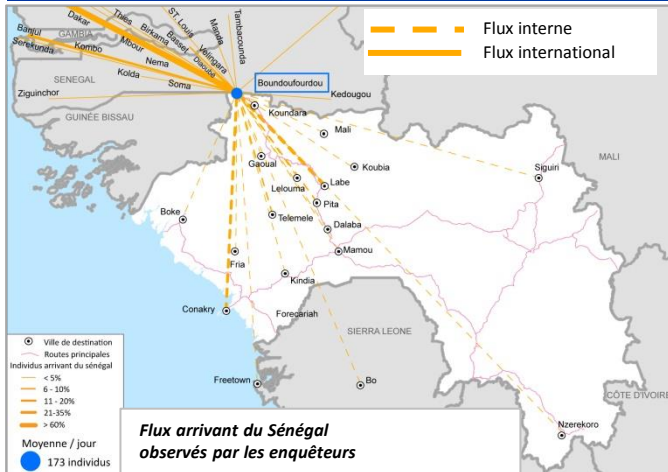 Flux interne
Flux international
Dakar
Thies
St. Louis
Manda
Tambacounda
GAMBIA
Birkama
Basset
Velingara
Diaoubé
Banjul
Serekunda
Kombo
Mbour
Nema
Kolda
Soma
SENEGAL
Ziguinchor
Boundoufourdou
Kedougou
GUINÉE BISSAU
Koundara
Mali
MALI
Gaoual
Koubia
Siguiri
Lelouma
Labe
Pita
Boke
Telemele
Dalaba
Mamou
Fria
Kindia
Conakry
Forecariah
SIERRA LEONE
Freetown
Bo
CÔTE D'IVOIRE
Nzerekoro
Ville de destination
Routes principales
Individus arrivant du sénégal
< 5%
6 - 10%
11 - 20%
21-35%
> 60%
Moyenne / jour
173 individus
Flux arrivant du Sénégal
observés par les enquêteurs